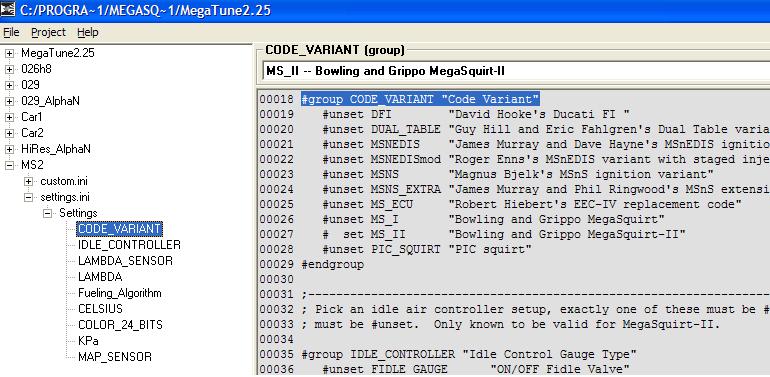 C:/PROGRA~1/MEGASQ~1/MegaTune2.25
File Project Help
MegaTune2.25
026h8
029
029_AlphaN
Car1
Car2
HiRes_AlphaN
MS2
custom.ini
settings.ini
Settings
CODE_VARIANT
IDLE_CONTROLLER
LAMBDA_SENSOR
LAMBDA
Fueling_Algorithm
CELSIUS
COLOR_24_BITS
KPa
MAP_SENSOR
CODE_VARIANT (group)
MS_II -- Bowling and Grippo MegaSquirt-II
00018 #group CODE_VARIANT "Code Variant"
00019 #unset DFI "David Hooke's Ducati FI "
00020 #unset DUAL_TABLE "Guy Hill and Eric Fahlgren's Dual Table varia
00021 #unset MSNEDIS "James Murray and Dave Hayne's MSnEDIS ignitio
00022 #unset MSNEDISmod "Roger Enns's MSnEDIS variant with staged inje
00023 #unset MSNS "Magnus Bjelk's MSnS ignition variant"
00024 #unset MSNS_EXTRA "James Murray and Phil Ringwood's MSnS extensi
00025 #unset MS_ECU "Robert Hiebert's EEC-IV replacement code"
00026 #unset MS_I "Bowling and Grippo MegaSquirt"
00027 # set MS_II "Bowling and Grippo MegaSquirt-II"
00028 #unset PIC_SQUIRT "PIC squirt"
00029 #endgroup
00030
00031 ;---------------------------------------------------------------
00032 ; Pick an idle air controller setup, exactly one of these must be #
00033 ; must be #unset. Only known to be valid for MegaSquirt-II.
00034
00035 #group IDLE_CONTROLLER "Idle Control Gauge Type"
00036 #unset FIDLE_GAUGE "ON/OFF Fidle Valve"